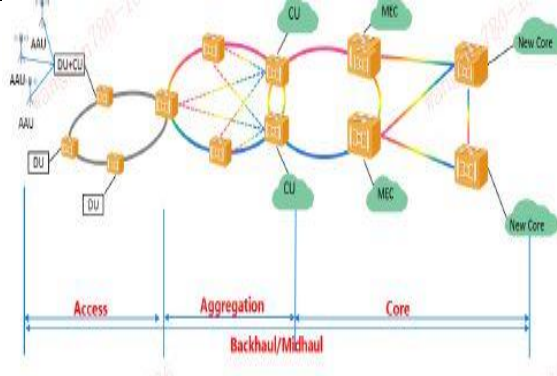 CU
MEC
AAU
DU+CU
New Core
AAU
AAU
DU
DU
CU
MEC
New Core
Access
Aggregation
Core
Backhaul/Midhaul